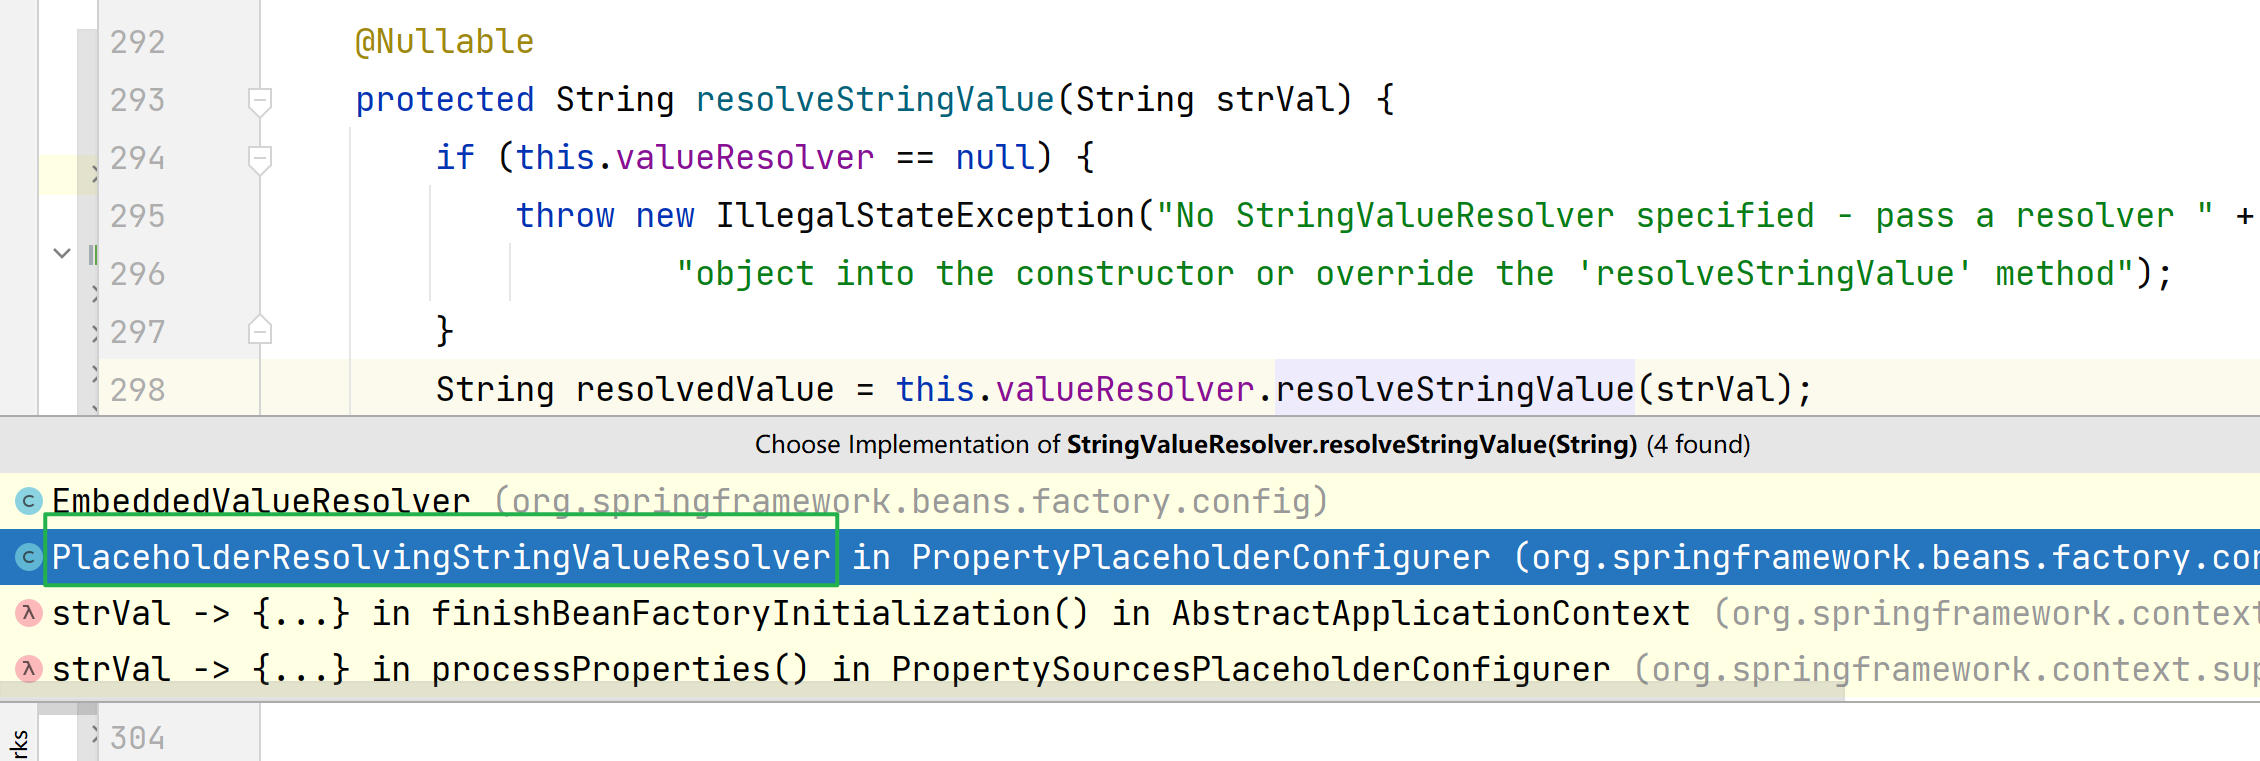 292 @Nullable
293 protected String resolveStringValue(String strVal) {
294 if (this.valueResolver == null) {
295 throw new IllegalStateException("No StringValueResolver specified - pass a resolver " +
296 "object into the constructor or override the 'resolveStringValue' method");
297 }
298 String resolvedValue = this.valueResolver.resolveStringValue(strVal);
Choose Implementation of StringValueResolver.resolveStringValue(String) (4 found)
C EmbeddedValueResolver (org.springframework.beans.factory.config)
C PlaceholderResolvingStringValueResolver in PropertyPlaceholderConfigurer (org.springframework.beans.factory.con
λ strVal -> {...} in finishBeanFactoryInitialization() in AbstractApplicationContext (org.springframework.context
λ strVal -> {...} in processProperties() in PropertySourcesPlaceholderConfigurer (org.springframework.context.sup
304
rks